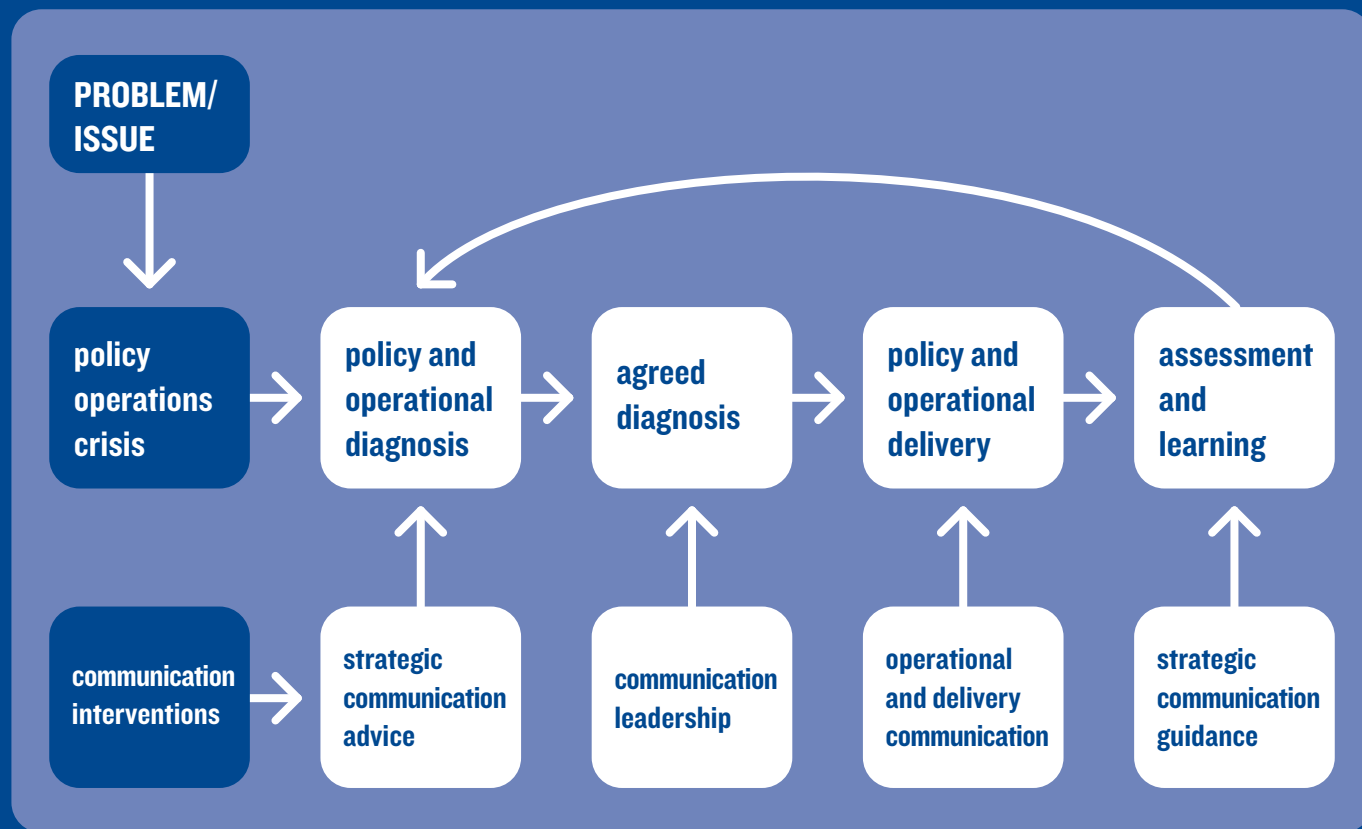 PROBLEM/
ISSUE
policy
operations
crisis
policy and
operational
diagnosis
agreed
diagnosis
policy and
operational
delivery
assessment
and
learning
communication
interventions
strategic
communication
advice
communication
leadership
operational
and delivery
communication
strategic
communication
guidance